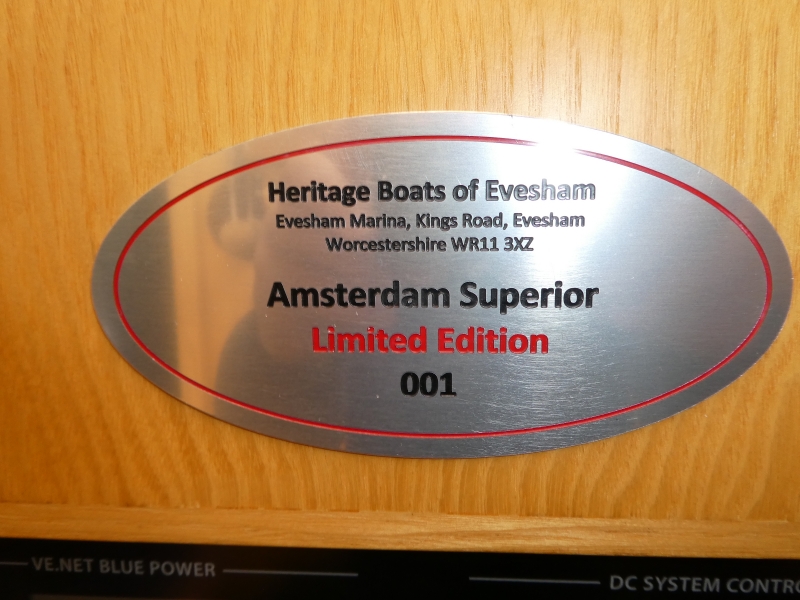 Heritage Boats of Evesham
Evesham Marina, Kings Road, Evesham
Worcestershire WR11 3XZ
Amsterdam Superior
Limited Edition
001
VE.NET BLUE POWER
DC SYSTEM